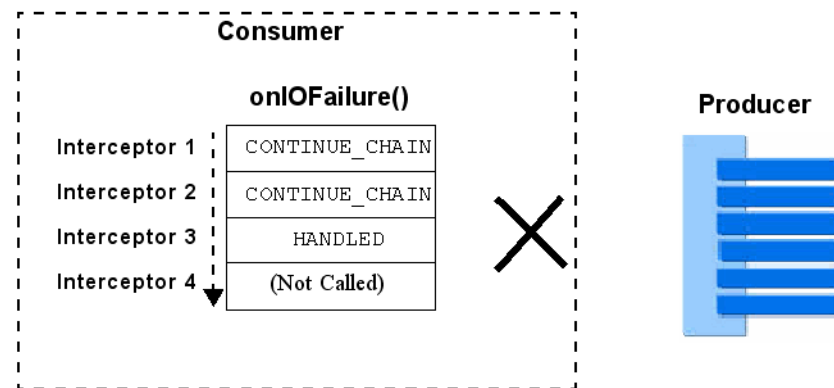 Consumer
onIOFailure()
Producer
Interceptor 1 CONTINUE_CHAIN
Interceptor 2 CONTINUE_CHAIN
Interceptor 3 HANDLED
Interceptor 4 (Not Called)